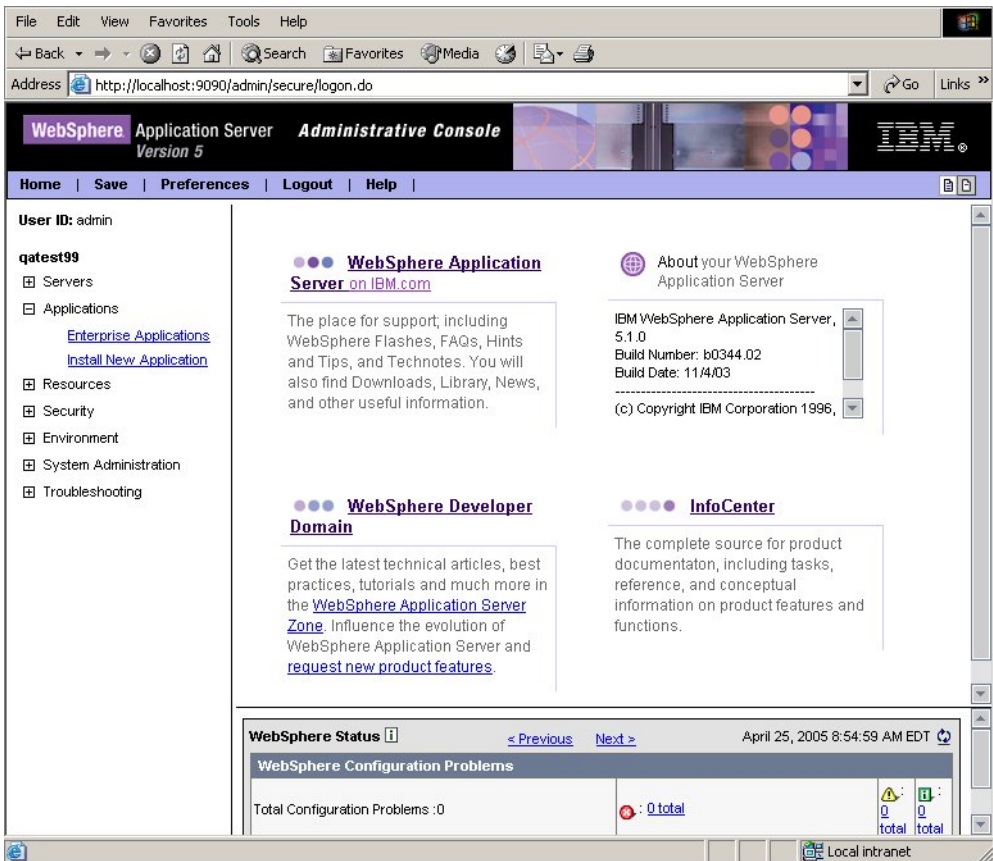 File Edit View Favorites Tools Help
Back Search Favorites Media
Address http://localhost:9090/admin/secure/logon.do Go Links »
WebSphere Application Server Administrative Console
Version 5
IBM®
Home | Save | Preferences | Logout | Help |
User ID: admin
qatest99
Servers
Applications
Enterprise Applications
Install New Application
Resources
Security
Environment
System Administration
Troubleshooting
WebSphere Application
Server on IBM.com
The place for support; including
WebSphere Flashes, FAQs, Hints
and Tips, and Technotes. You will
also find Downloads, Library, News,
and other useful information.
About your WebSphere
Application Server
IBM WebSphere Application Server,
5.1.0
Build Number: b0344.02
Build Date: 11/4/03
----------------------------------------
(c) Copyright IBM Corporation 1996,
WebSphere Developer
Domain
Get the latest technical articles, best
practices, tutorials and much more in
the WebSphere Application Server
Zone. Influence the evolution of
WebSphere Application Server and
request new product features.
InfoCenter
The complete source for product
documentaton, including tasks,
reference, and conceptual
information on product features and
functions.
WebSphere Status i < Previous Next > April 25, 2005 8:54:59 AM EDT
WebSphere Configuration Problems
Total Configuration Problems :0
: 0 total
: 0 total
: 0 total
Local intranet